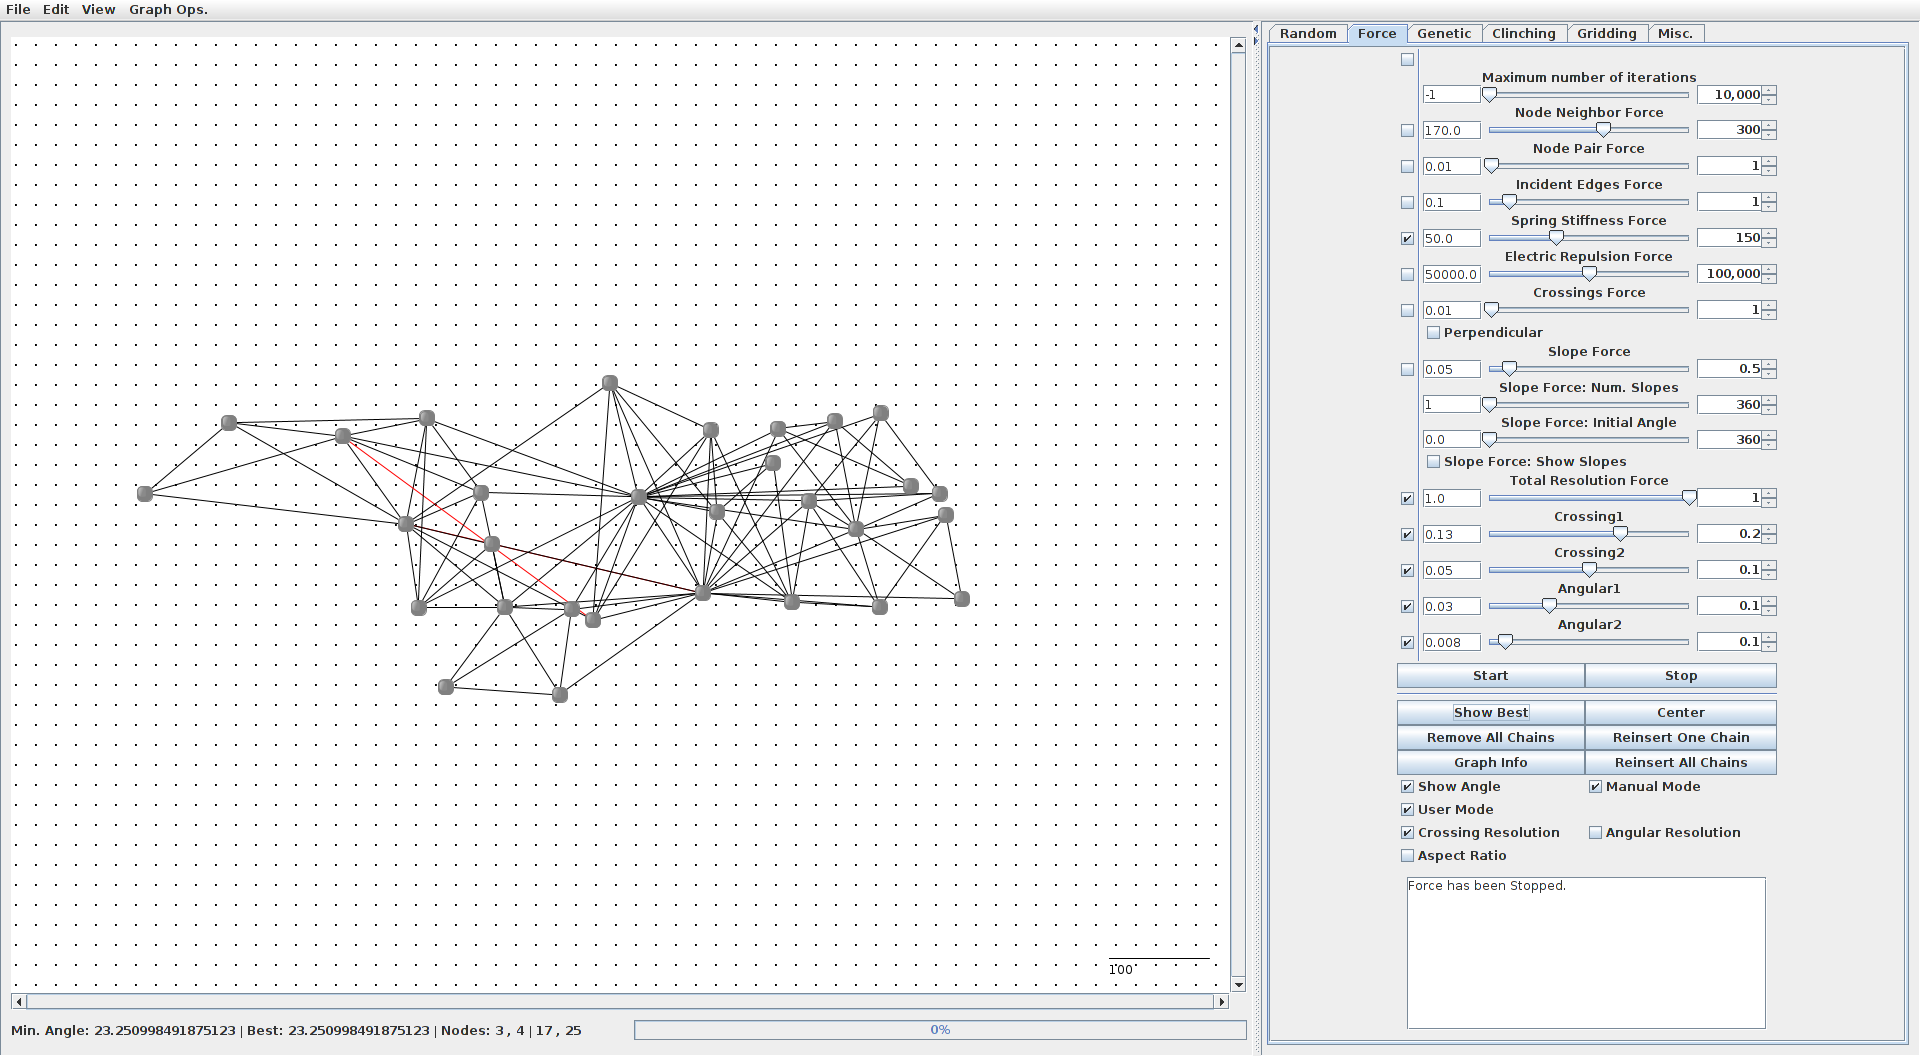 File Edit View Graph Ops.
Random Force Genetic Clinching Gridding Misc.
Maximum number of iterations
-1 10,000
Node Neighbor Force
170.0 300
Node Pair Force
0.01 1
Incident Edges Force
0.1 1
Spring Stiffness Force
50.0 150
Electric Repulsion Force
50000.0 100,000
Crossings Force
0.01 1
Perpendicular
Slope Force
0.05 0.5
Slope Force: Num. Slopes
1 360
Slope Force: Initial Angle
0.0 360
Slope Force: Show Slopes
Total Resolution Force
1.0 1
Crossing1
0.13 0.2
Crossing2
0.05 0.1
Angular1
0.03 0.1
Angular2
0.008 0.1
Start Stop
Show Best Center
Remove All Chains Reinsert One Chain
Graph Info Reinsert All Chains
Show Angle Manual Mode
User Mode
Crossing Resolution Angular Resolution
Aspect Ratio
Force has been Stopped.
100
Min. Angle: 23.250998491875123 | Best: 23.250998491875123 | Nodes: 3 , 4 | 17 , 25
0%